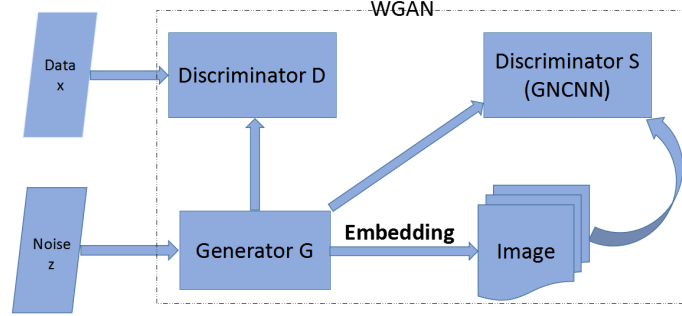 WGAN
Data
x
Discriminator D
Discriminator S
(GNCNN)
Noise
z
Generator G
Embedding
Image